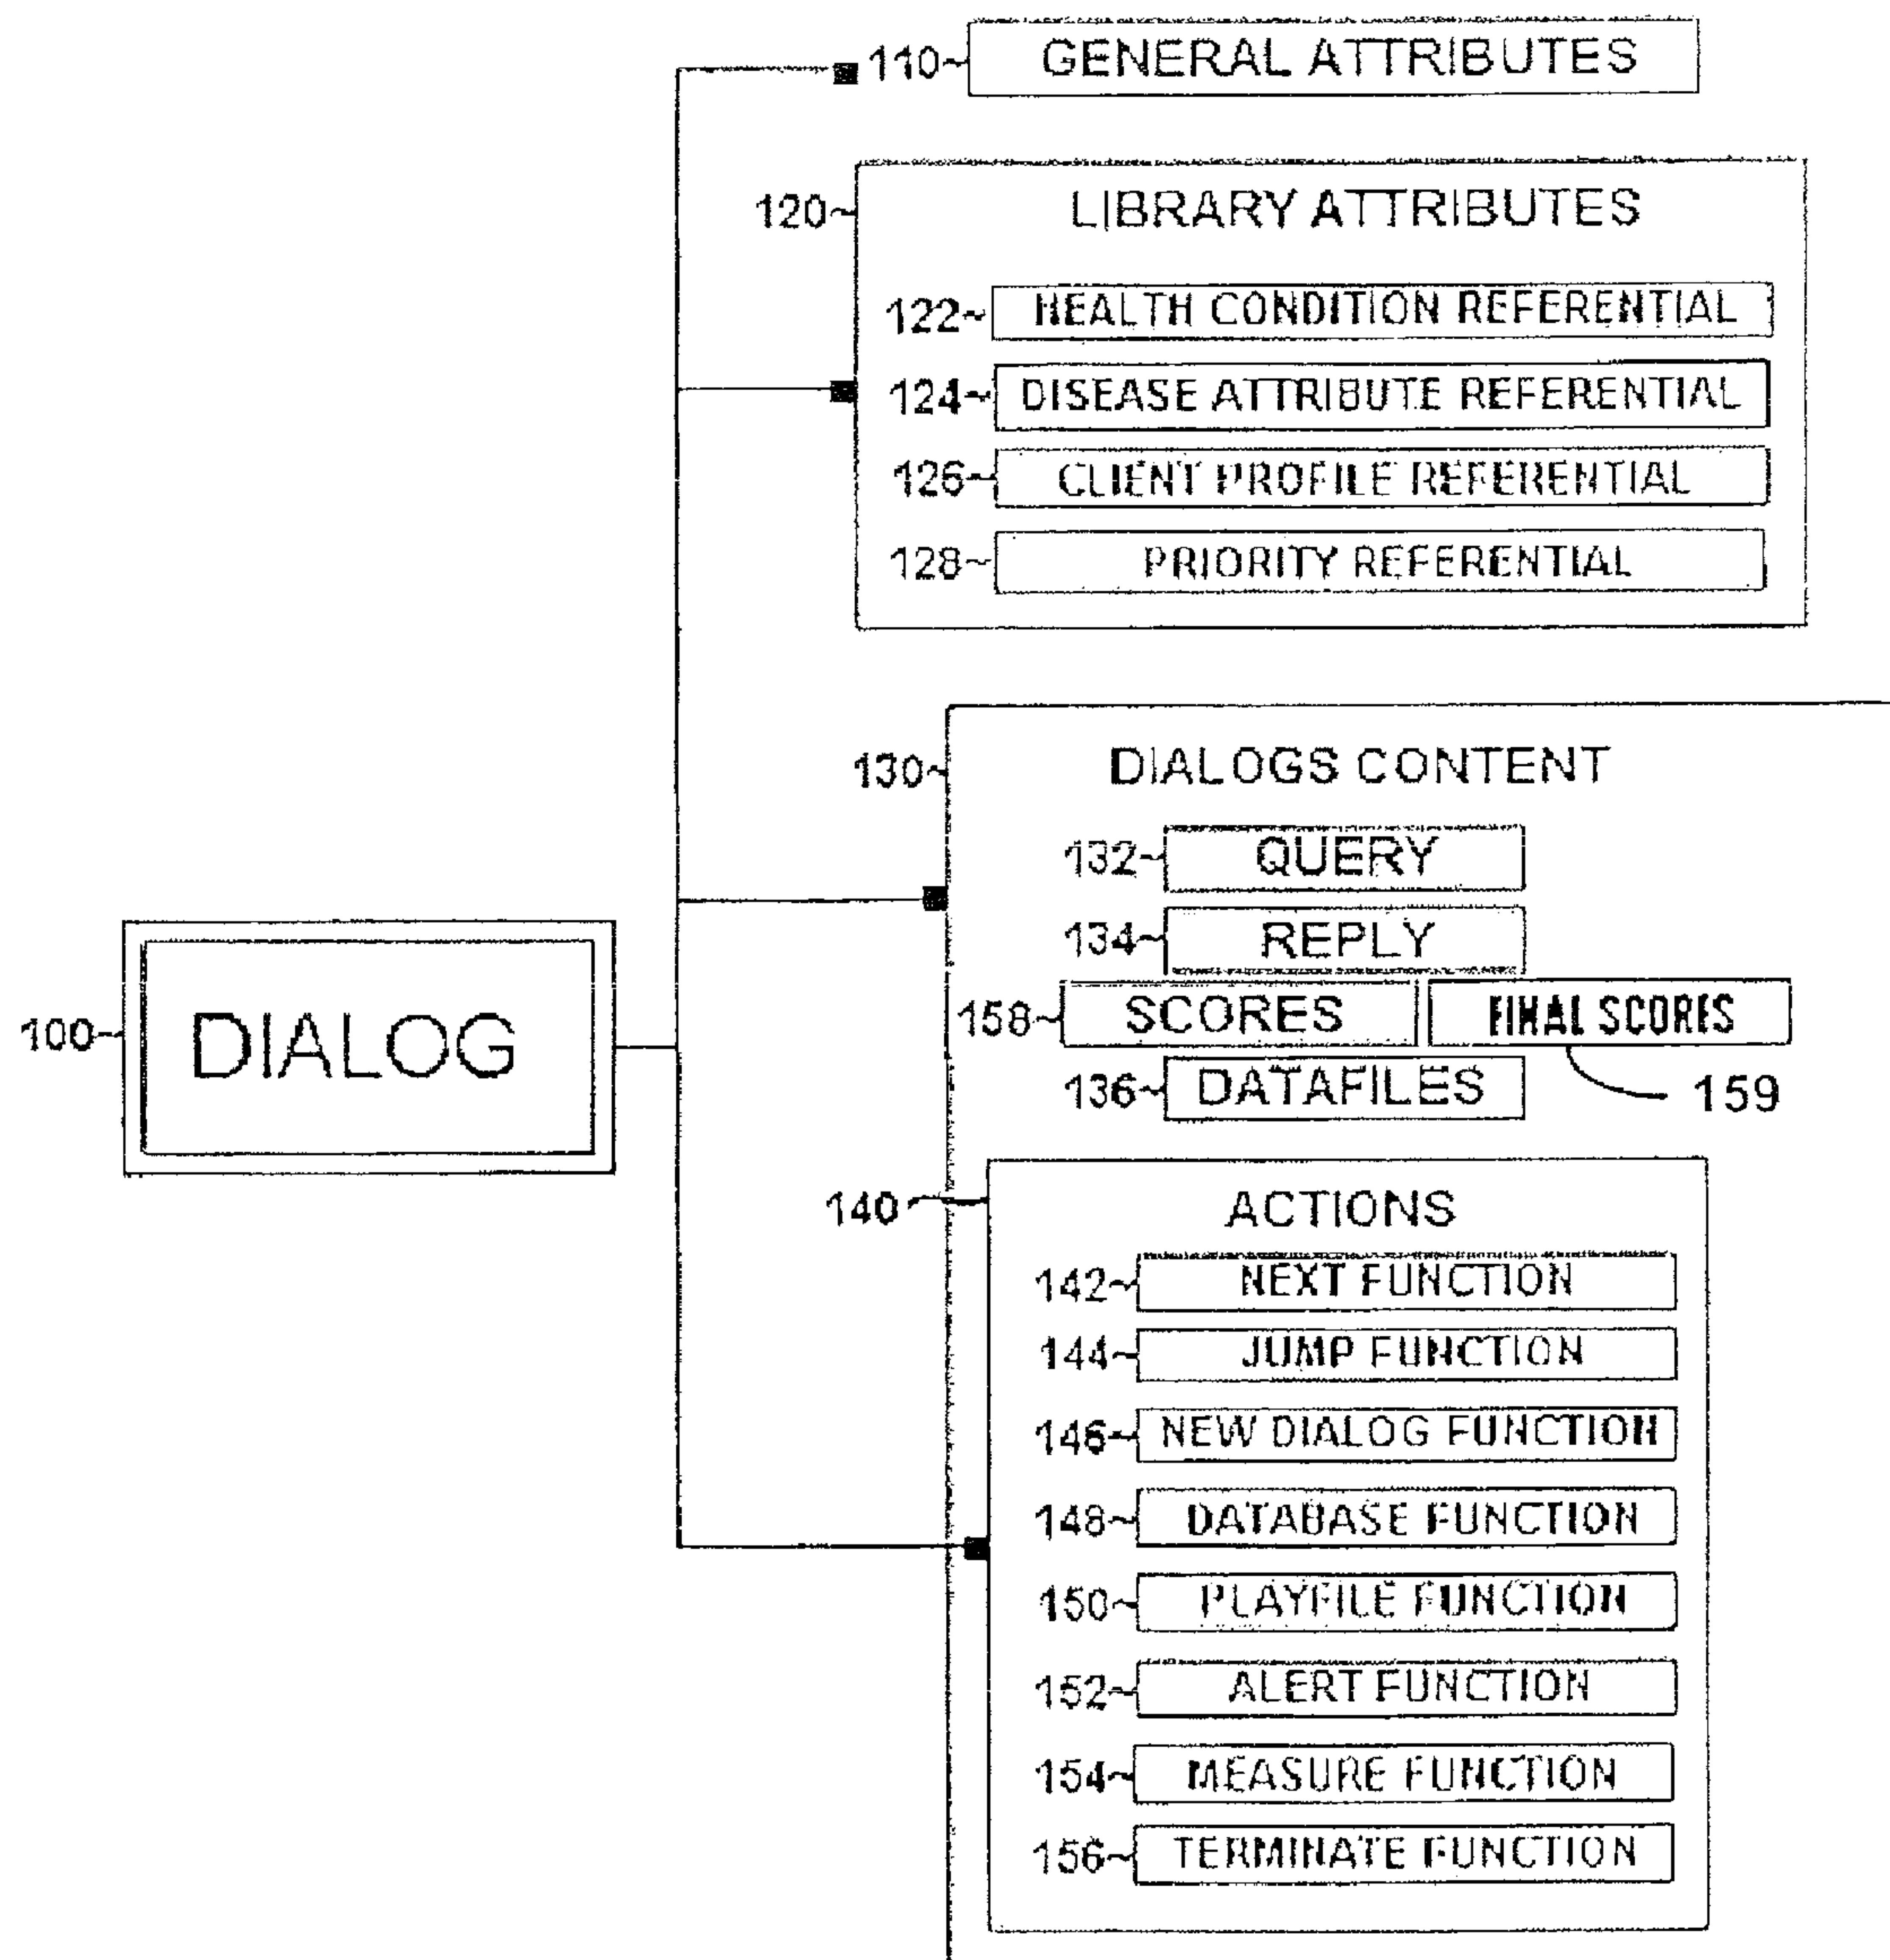 110 GENERAL ATTRIBUTES
120 LIBRARY ATTRIBUTES
122 HEALTH CONDITION REFERENTIAL
124 DISEASE ATTRIBUTE REFERENTIAL
126 CLIENT PROFILE REFERENTIAL
128 PRIORITY REFERENTIAL
130 DIALOGS CONTENT
132 QUERY
134 REPLY
158 SCORES FINAL SCORES
136 DATAFILES 159
100 DIALOG
140 ACTIONS
142 NEXT FUNCTION
144 JUMP FUNCTION
146 NEW DIALOG FUNCTION
148 DATABASE FUNCTION
150 PLAYFILE FUNCTION
152 ALERT FUNCTION
154 MEASURE FUNCTION
156 TERMINATE FUNCTION